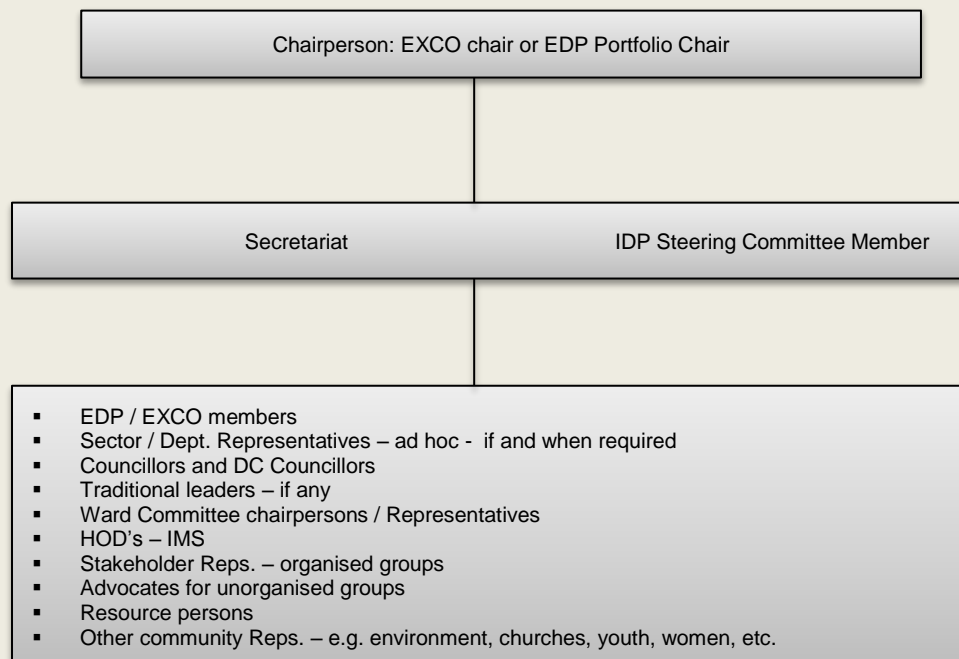 Chairperson: EXCO chair or EDP Portfolio Chair
Secretariat IDP Steering Committee Member
▪ EDP / EXCO members
▪ Sector / Dept. Representatives – ad hoc - if and when required
▪ Councillors and DC Councillors
▪ Traditional leaders – if any
▪ Ward Committee chairpersons / Representatives
▪ HOD's – IMS
▪ Stakeholder Reps. – organised groups
▪ Advocates for unorganised groups
▪ Resource persons
▪ Other community Reps. – e.g. environment, churches, youth, women, etc.